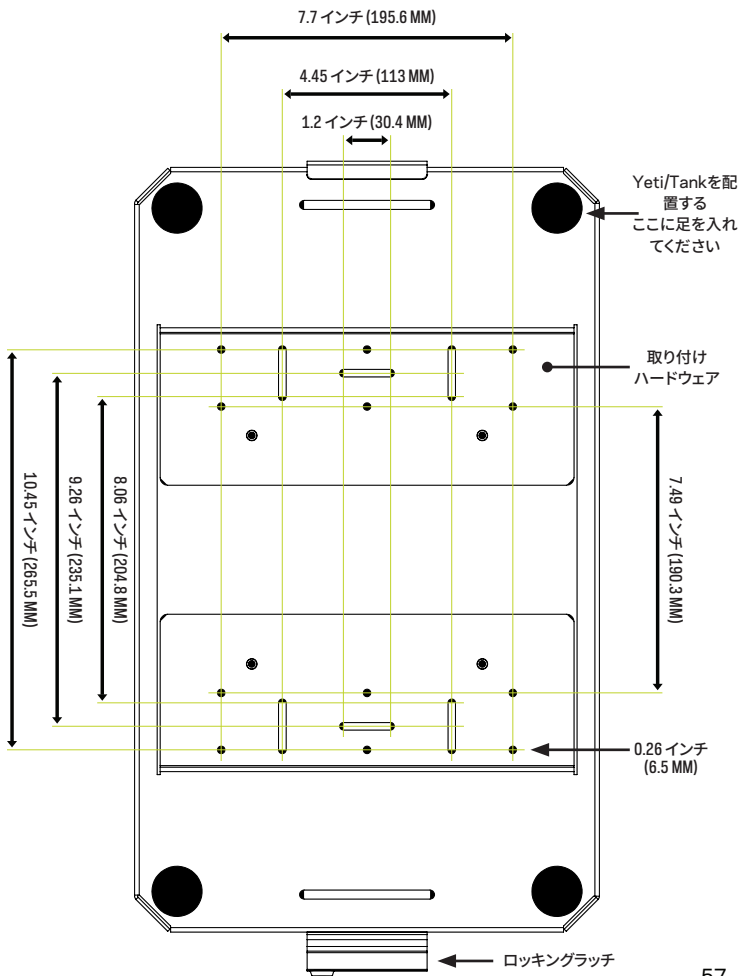 7.7 インチ (195.6 MM)
4.45 インチ (113 MM)
1.2 インチ (30.4 MM)
Yeti/Tankを配
置する
ここに足を入れ
てください
取り付け
ハードウェア
10.45 インチ (265.5 MM)
9.26 インチ (235.1 MM)
8.06 インチ (204.8 MM)
7.49 インチ (190.3 MM)
0.26 インチ
(6.5 MM)
ロッキングラッチ
57